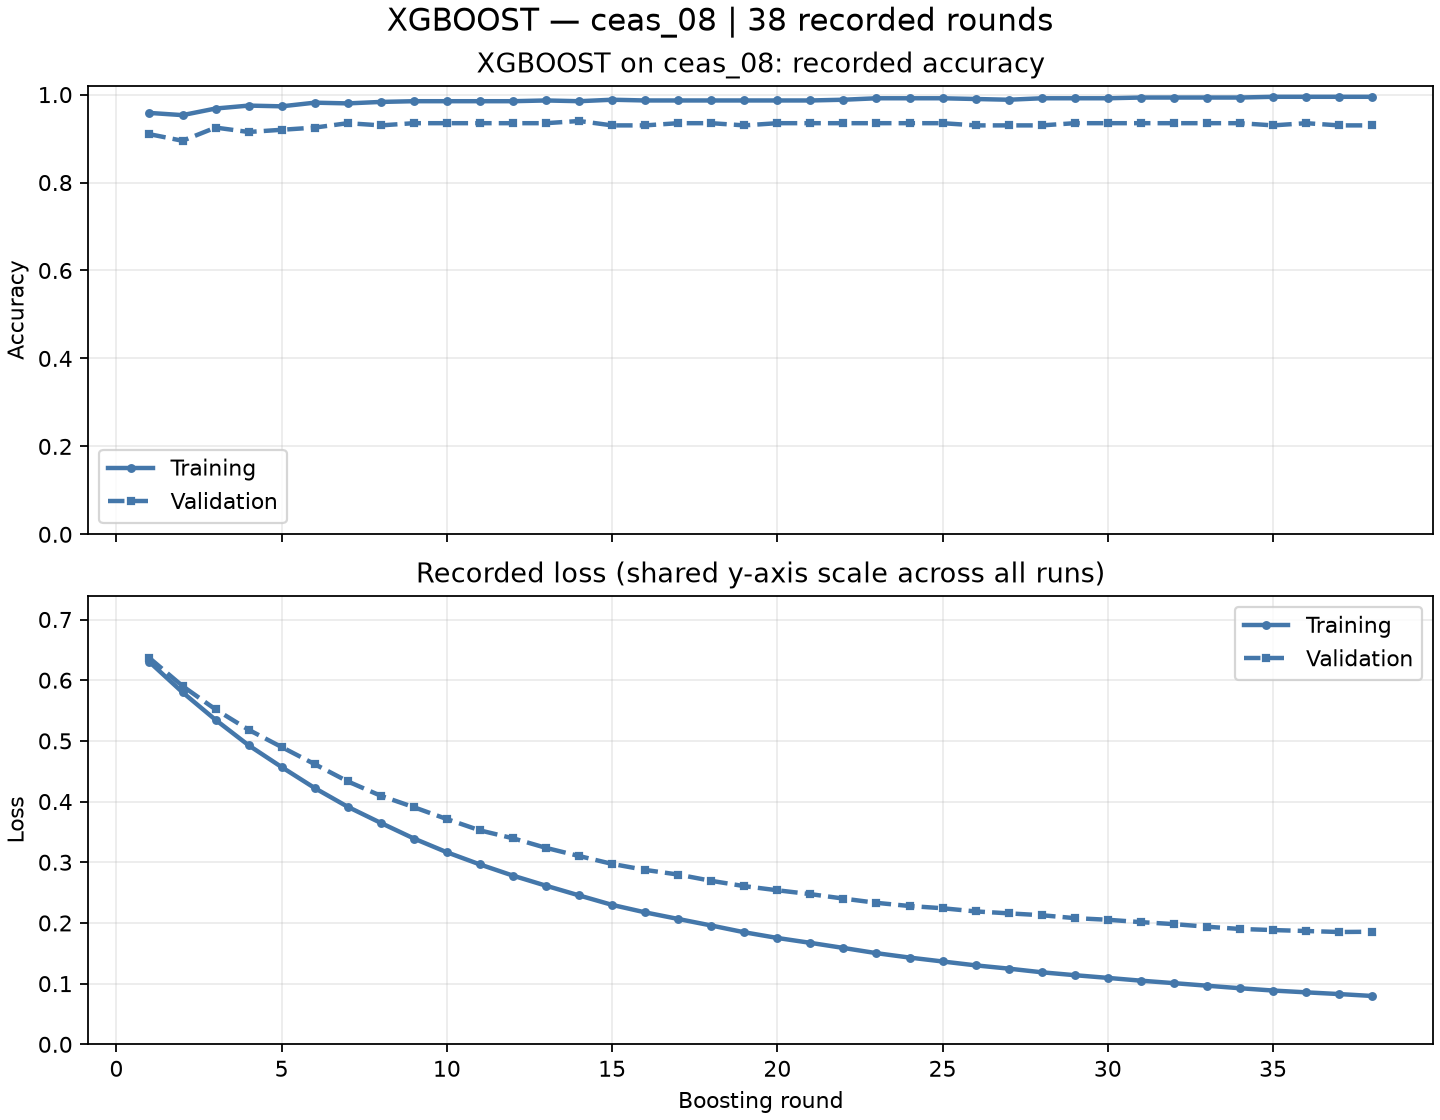 XGBOOST — ceas_08 | 38 recorded rounds
XGBOOST on ceas_08: recorded accuracy
1.0
0.8
0.6
0.4
0.2
0.0
Accuracy
Training
Validation
Recorded loss (shared y-axis scale across all runs)
0.7
0.6
0.5
0.4
0.3
0.2
0.1
0.0
Loss
Training
Validation
0 5 10 15 20 25 30 35
Boosting round